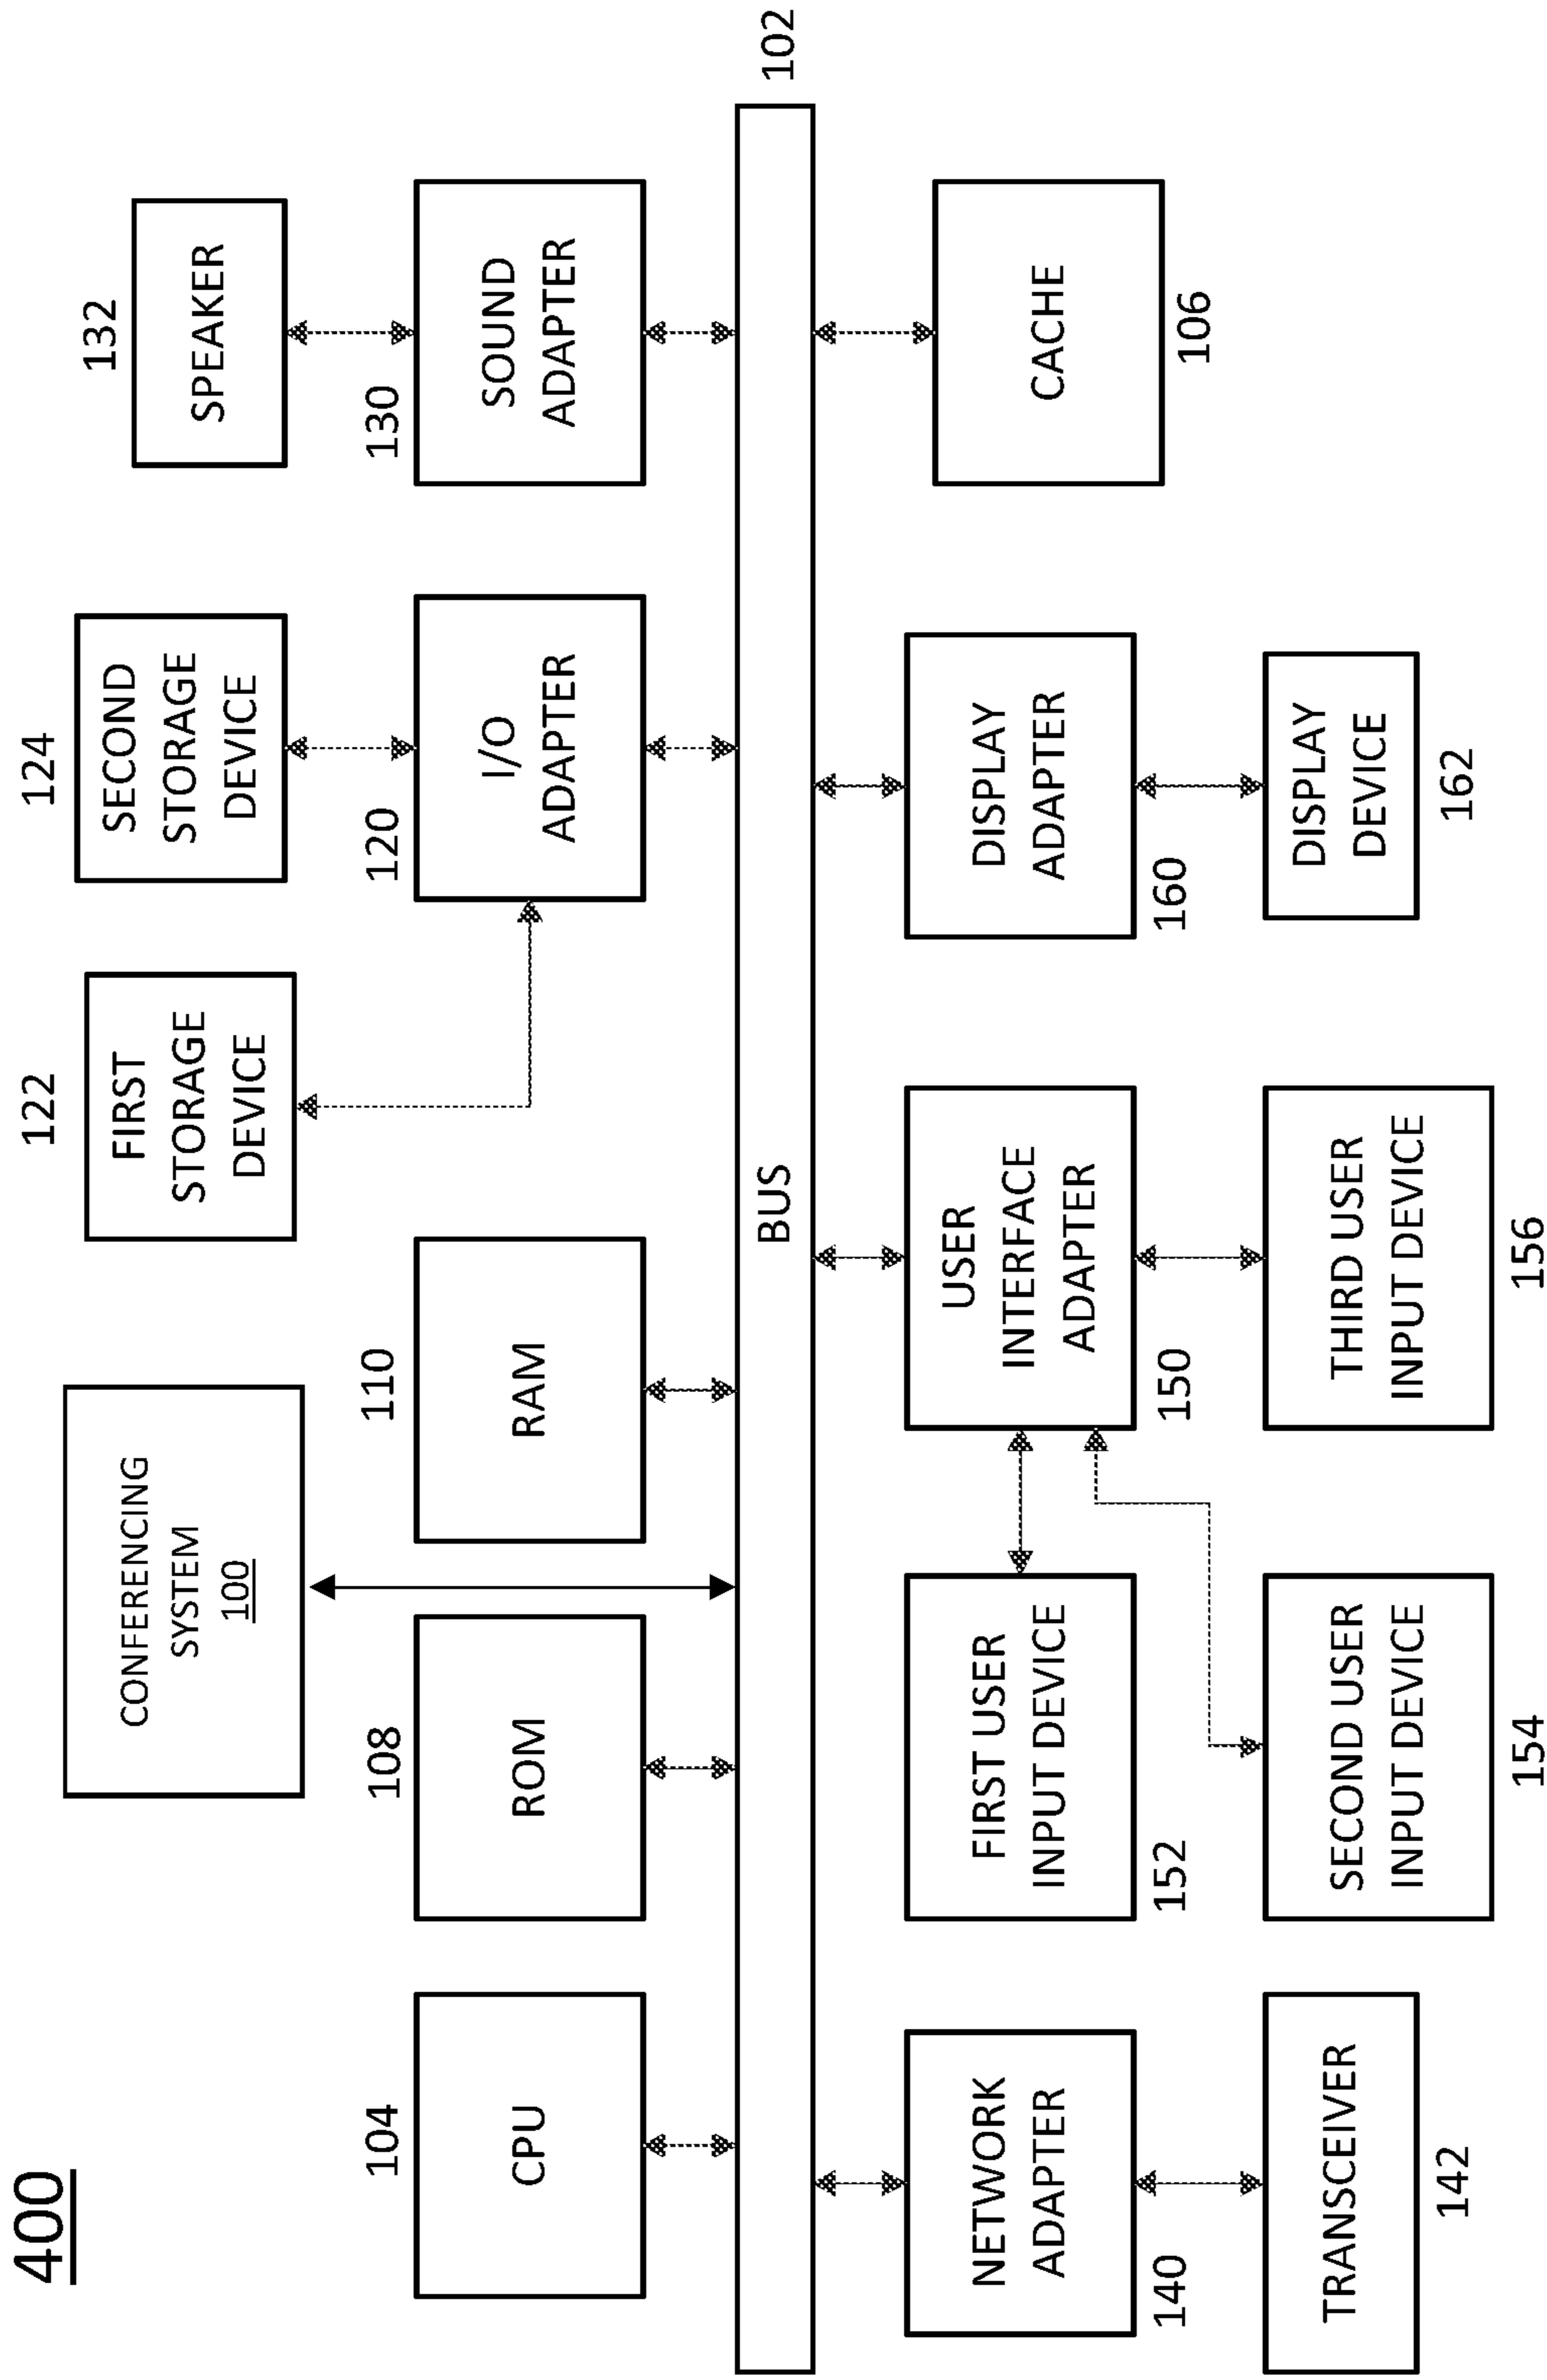 400
CONFERENCING
SYSTEM
100
122
FIRST
STORAGE
DEVICE
124
SECOND
STORAGE
DEVICE
132
SPEAKER
104
CPU
108
ROM
110
RAM
120
I/O
ADAPTER
130
SOUND
ADAPTER
BUS
102
NETWORK
ADAPTER
140
FIRST USER
INPUT DEVICE
152
USER
INTERFACE
ADAPTER
150
DISPLAY
ADAPTER
160
CACHE
106
TRANSCEIVER
142
SECOND USER
INPUT DEVICE
154
THIRD USER
INPUT DEVICE
156
DISPLAY
DEVICE
162